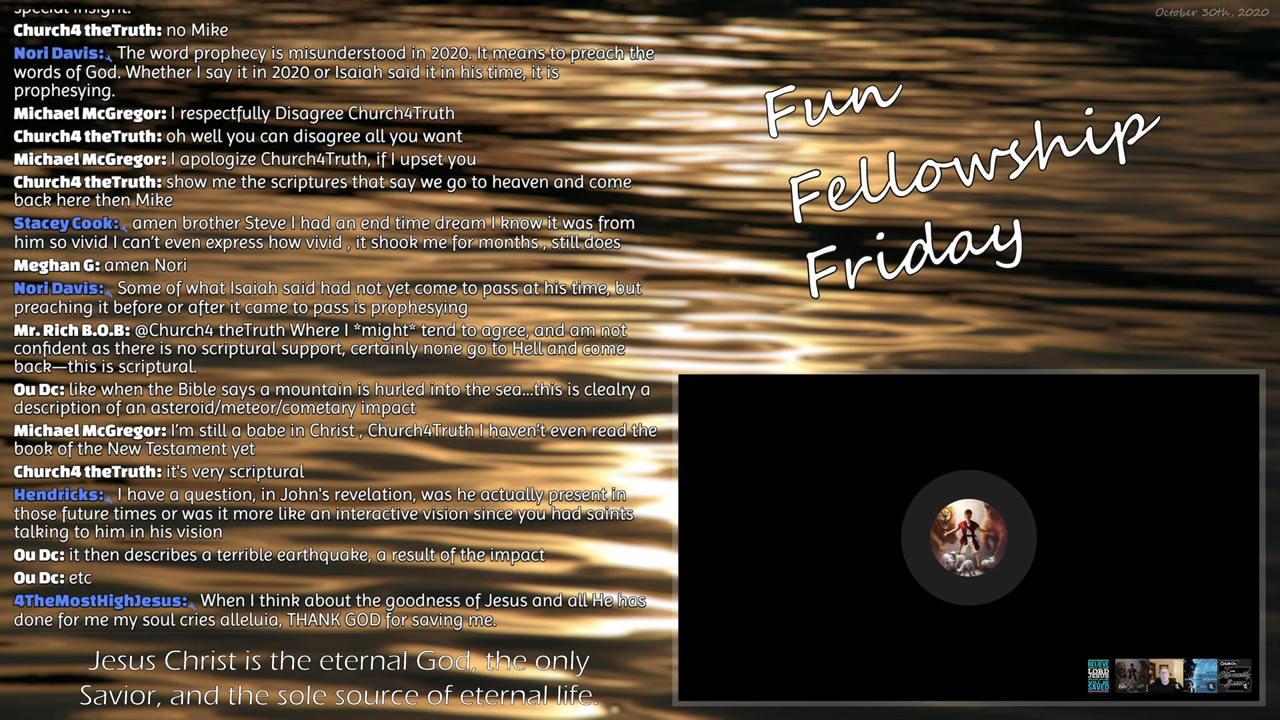 special insight.
Church4 theTruth: no Mike
Nori Davis: The word prophecy is misunderstood in 2020. It means to preach the
words of God. Whether I say it in 2020 or Isaiah said it in his time, it is
prophesying.
Michael McGregor: I respectfully Disagree Church4Truth
Church4 theTruth: oh well you can disagree all you want
Michael McGregor: I apologize Church4Truth, if I upset you
Church4 theTruth: show me the scriptures that say we go to heaven and come
back here then Mike
Stacey Cook: amen brother Steve I had an end time dream I know it was from
him so vivid I can't even express how vivid , it shook me for months , still does
Meghan G: amen Nori
Nori Davis: Some of what Isaiah said had not yet come to pass at his time, but
preaching it before or after it came to pass is prophesying
Mr. Rich B.O.B: @Church4 theTruth Where I *might* tend to agree, and am not
confident as there is no scriptural support, certainly none go to Hell and come
back—this is scriptural.
Ou Dc: like when the Bible says a mountain is hurled into the sea...this is clealry a
description of an asteroid/meteor/cometary impact
Michael McGregor: I'm still a babe in Christ , Church4Truth I haven't even read the
book of the New Testament yet
Church4 theTruth: it's very scriptural
Hendricks: I have a question, in John's revelation, was he actually present in
those future times or was it more like an interactive vision since you had saints
talking to him in his vision
Ou Dc: it then describes a terrible earthquake, a result of the impact
Ou Dc: etc
4TheMostHighJesus: When I think about the goodness of Jesus and all He has
done for me my soul cries alleluia, THANK GOD for saving me.
Jesus Christ is the eternal God, the only
Savior, and the sole source of eternal life.
October 30th, 2020
Fun
Fellowship
Friday
BELIEVE
LORD
JESUS
SAVED
CHURCH